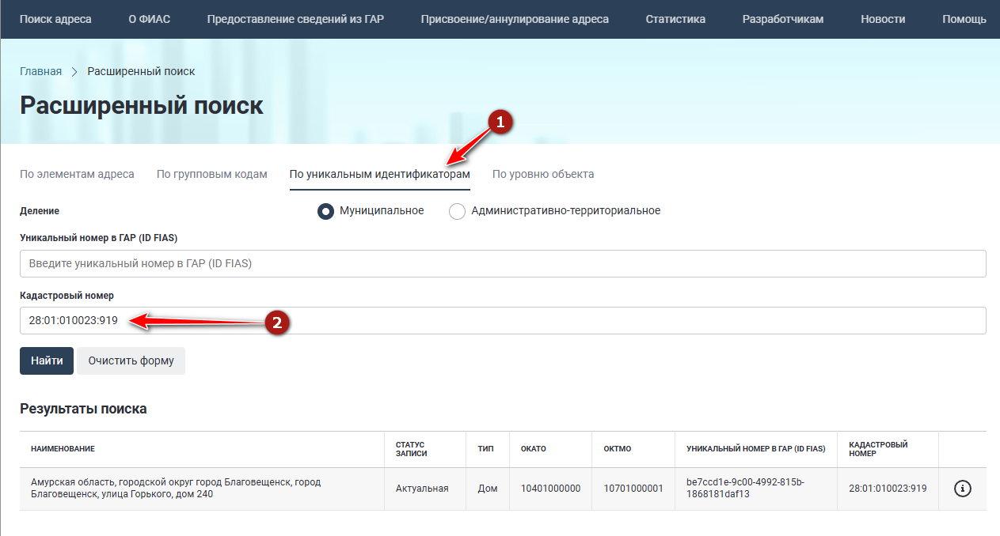 Поиск адреса О ФИАС Предоставление сведений из ГАР Присвоение/аннулирование адреса Статистика Разработчикам Новости Помощь
Главная Расширенный поиск
Расширенный поиск
1
По элементам адреса По групповым кодам По уникальным идентификаторам По уровню объекта
Деление Муниципальное Административно-территориальное
Уникальный номер в ГАР (ID FIAS)
Введите уникальный номер в ГАР (ID FIAS)
Кадастровый номер
28:01:010023:919 2
Найти Очистить форму
Результаты поиска
НАИМЕНОВАНИЕ СТАТУС ЗАПИСИ ТИП ОКАТО ОКТМО УНИКАЛЬНЫЙ НОМЕР В ГАР (ID FIAS) КАДАСТРОВЫЙ НОМЕР
Амурская область, городской округ город Благовещенск, город
Благовещенск, улица Горького, дом 240
Актуальная Дом 10401000000 10701000001
be7ccd1e-9c00-4992-815b-
1868181daf13
28:01:010023:919